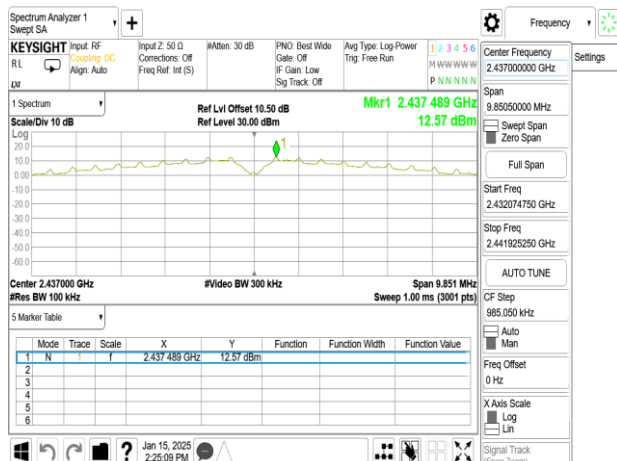 Spectrum Analyzer 1
Swept SA
Frequency
KEYSIGHT
RL
LXI
Input: RF
Coupling: DC
Align: Auto
Input Z: 50 Ω
Corrections: Off
Freq Ref: Int (S)
#Atten: 30 dB
PNO: Best Wide
Gate: Off
IF Gain: Low
Sig Track: Off
Avg Type: Log-Power
Trig: Free Run
1 2 3 4 5 6
M W W W W W
P N N N N N
1 Spectrum
Scale/Div 10 dB
Ref Lvl Offset 10.50 dB
Ref Level 30.00 dBm
Mkr1 2.437 489 GHz
12.57 dBm
Log
20.0
10.0
0.00
-10.0
-20.0
-30.0
-40.0
-50.0
-60.0
1
Center 2.437000 GHz
#Res BW 100 kHz
#Video BW 300 kHz
Span 9.851 MHz
Sweep 1.00 ms (3001 pts)
5 Marker Table
Mode Trace Scale X Y Function Function Width Function Value
1 N 1 f 2.437 489 GHz 12.57 dBm
2
3
4
5
6
Jan 15, 2025
2:25:09 PM
Center Frequency
2.437000000 GHz
Settings
Span
9.85050000 MHz
Swept Span
Zero Span
Full Span
Start Freq
2.432074750 GHz
Stop Freq
2.441925250 GHz
AUTO TUNE
CF Step
985.050 kHz
Auto
Man
Freq Offset
0 Hz
X Axis Scale
Log
Lin
Signal Track
(Span Zoom)